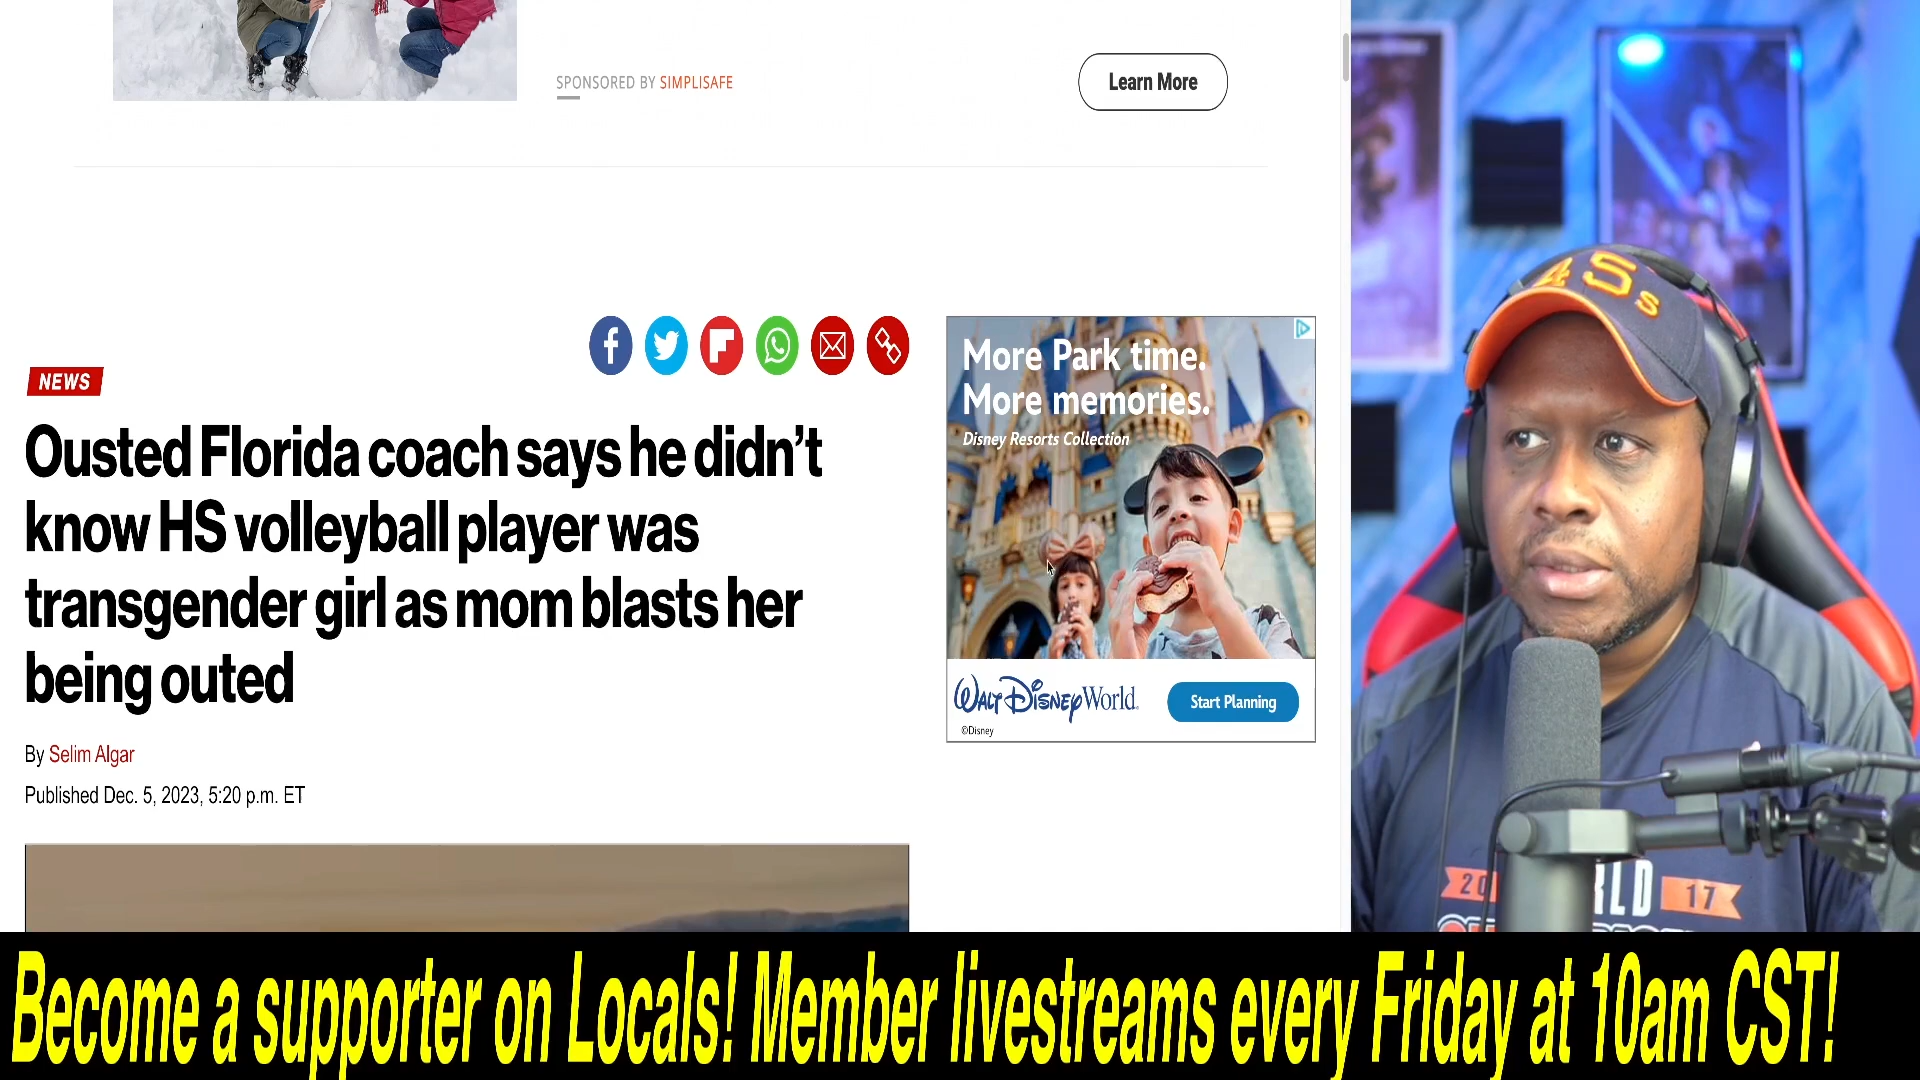 SPONSORED BY SIMPLISAFE
Learn More
NEWS
Ousted Florida coach says he didn't
know HS volleyball player was
transgender girl as mom blasts her
being outed
By Selim Algar
Published Dec. 5, 2023, 5:20 p.m. ET
More Park time.
More memories.
Disney Resorts Collection
WALT DISNEY World
Start Planning
©Disney
45s
17
Become a supporter on Locals! Member livestreams every Friday at 10am CST!